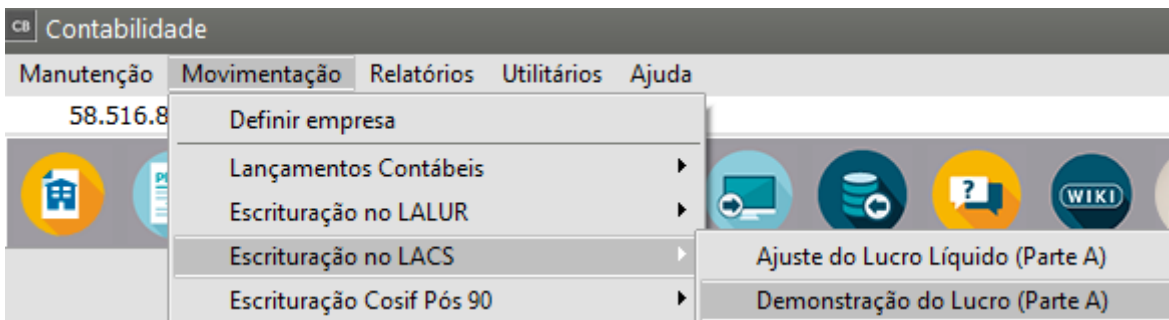 CB Contabilidade
Manutenção Movimentação Relatórios Utilitários Ajuda
58.516.8
Definir empresa
Lançamentos Contábeis
Escrituração no LALUR
WIKI
Escrituração no LACS
Ajuste do Lucro Líquido (Parte A)
Escrituração Cosif Pós 90
Demonstração do Lucro (Parte A)